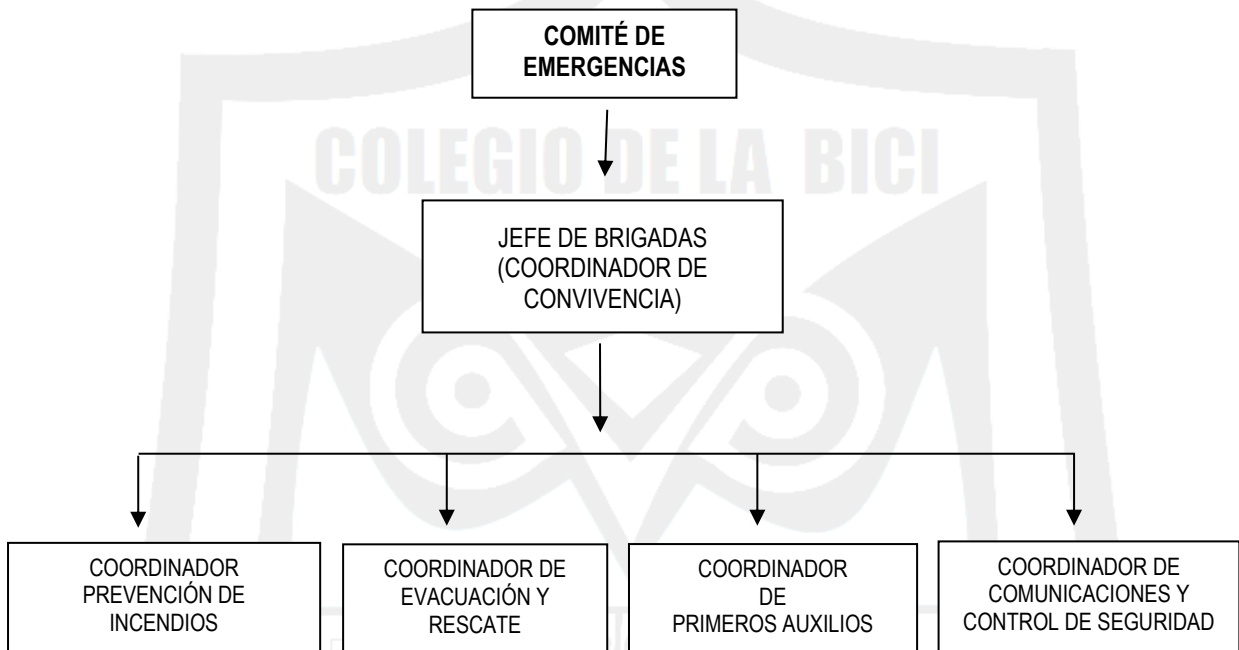 COMITÉ DE
EMERGENCIAS
COLEGIO DE LA BICI
JEFE DE BRIGADAS
(COORDINADOR DE
CONVIVENCIA)
COORDINADOR
PREVENCIÓN DE
INCENDIOS
COORDINADOR DE
EVACUACIÓN Y
RESCATE
COORDINADOR
DE
PRIMEROS AUXILIOS
COORDINADOR DE
COMUNICACIONES Y
CONTROL DE SEGURIDAD